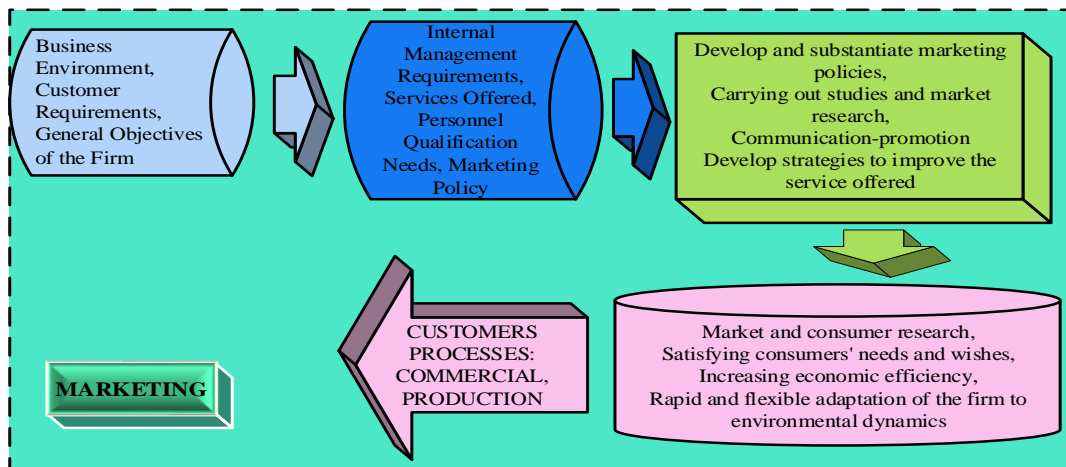 Business
Environment,
Customer
Requirements,
General Objectives
of the Firm
Internal
Management
Requirements,
Services Offered,
Personnel
Qualification
Needs, Marketing
Policy
Develop and substantiate marketing
policies,
Carrying out studies and market
research,
Communication-promotion
Develop strategies to improve the
service offered
Market and consumer research,
Satisfying consumers' needs and wishes,
Increasing economic efficiency,
Rapid and flexible adaptation of the firm to
environmental dynamics
CUSTOMERS
PROCESSES:
COMMERCIAL,
PRODUCTION
MARKETING